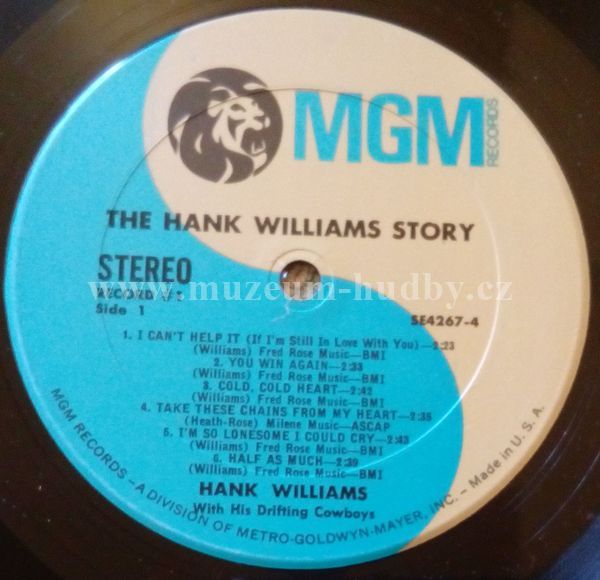 MGM
RECORDS
THE HANK WILLIAMS STORY
STEREO
RECORD #
Side 1
SE4267-4
www.muzeum-hudby.cz
1. I CAN'T HELP IT (If I'm Still In Love With You)—2:23
(Williams) Fred Rose Music—BMI
2. YOU WIN AGAIN—2:33
(Williams) Fred Rose Music—BMI
3. COLD, COLD HEART—2:42
(Williams) Fred Rose Music—BMI
4. TAKE THESE CHAINS FROM MY HEART—2:35
(Heath-Rose) Milene Music—ASCAP
5. I'M SO LONESOME I COULD CRY—2:43
(Williams) Fred Rose Music—BMI
6. HALF AS MUCH—2:39
(Williams) Fred Rose Music—BMI
HANK WILLIAMS
With His Drifting Cowboys
MGM RECORDS – A DIVISION OF METRO-GOLDWYN-MAYER, INC. – Made in U. S. A.